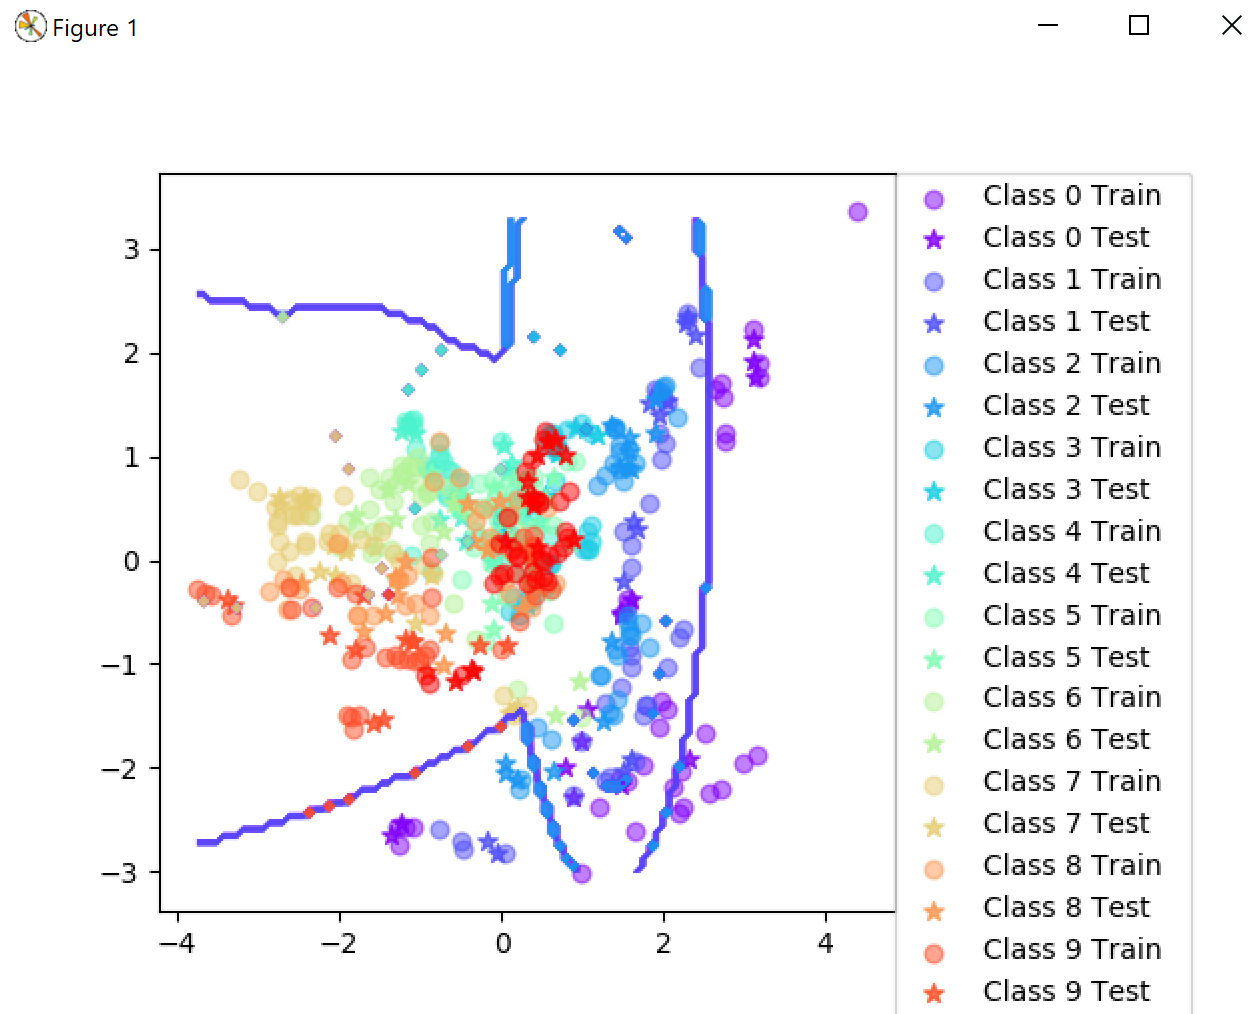 Figure 1
3
2
1
0
−1
−2
−3
−4
−2
0
2
4
Class 0 Train
Class 0 Test
Class 1 Train
Class 1 Test
Class 2 Train
Class 2 Test
Class 3 Train
Class 3 Test
Class 4 Train
Class 4 Test
Class 5 Train
Class 5 Test
Class 6 Train
Class 6 Test
Class 7 Train
Class 7 Test
Class 8 Train
Class 8 Test
Class 9 Train
Class 9 Test